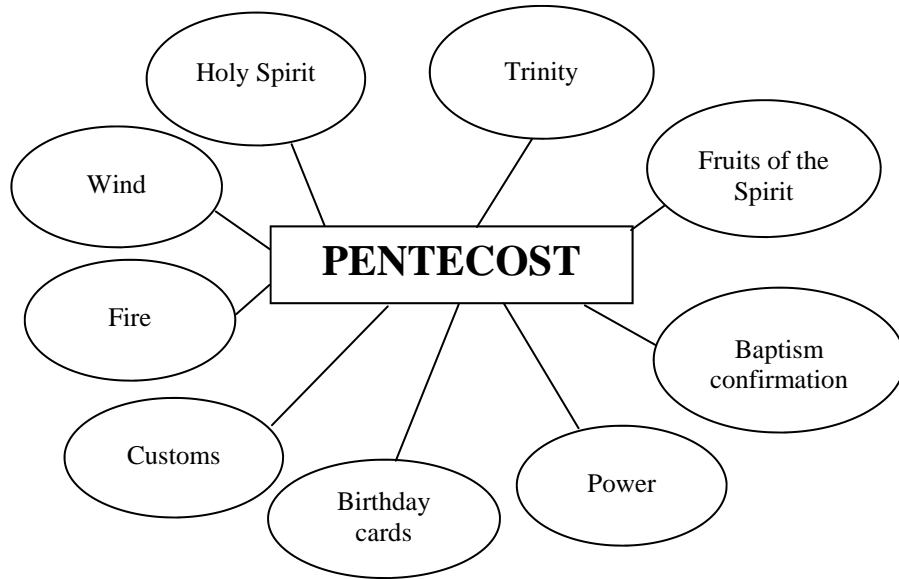 Holy Spirit
Trinity
Wind
Fruits of the
Spirit
PENTECOST
Fire
Baptism
confirmation
Customs
Birthday
cards
Power